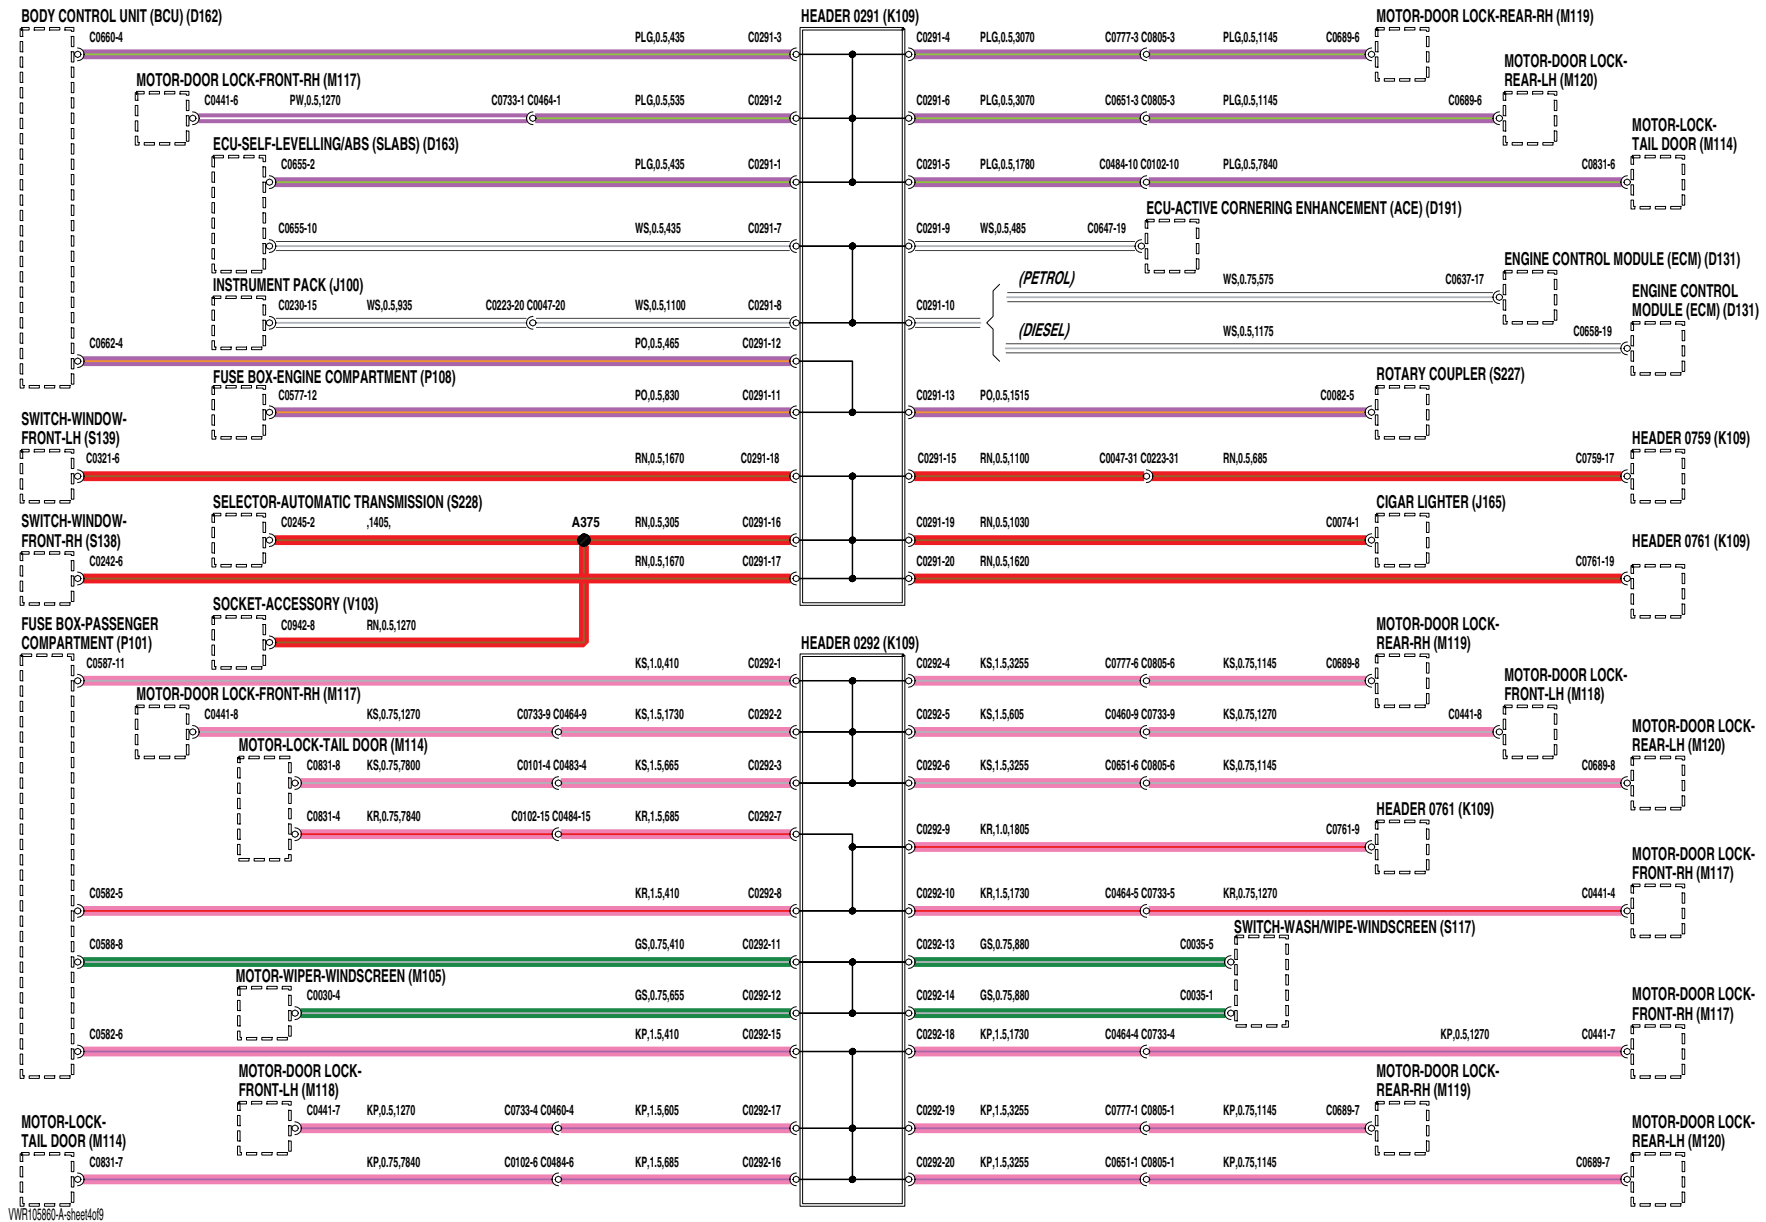 BODY CONTROL UNIT (BCU) (D162)
HEADER 0291 (K109)
MOTOR-DOOR LOCK-REAR-RH (M119)
C0660-4 PLG,0.5,435 C0291-3 C0291-4 PLG,0.5,3070 C0777-3 C0805-3 PLG,0.5,1145 C0689-6
MOTOR-DOOR LOCK-
REAR-LH (M120)
MOTOR-DOOR LOCK-FRONT-RH (M117)
C0441-6 PW,0.5,1270 C0733-1 C0464-1 PLG,0.5,535 C0291-2 C0291-6 PLG,0.5,3070 C0651-3 C0805-3 PLG,0.5,1145 C0689-6
MOTOR-LOCK-
TAIL DOOR (M114)
ECU-SELF-LEVELLING/ABS (SLABS) (D163)
C0655-2 PLG,0.5,435 C0291-1 C0291-5 PLG,0.5,1780 C0484-10 C0102-10 PLG,0.5,7840 C0831-6
ECU-ACTIVE CORNERING ENHANCEMENT (ACE) (D191)
C0655-10 WS,0.5,435 C0291-7 C0291-9 WS,0.5,485 C0647-19
ENGINE CONTROL MODULE (ECM) (D131)
(PETROL) WS,0.75,575 C0637-17
INSTRUMENT PACK (J100)
ENGINE CONTROL
MODULE (ECM) (D131)
C0230-15 WS,0.5,935 C0223-20 C0047-20 WS,0.5,1100 C0291-8 C0291-10
(DIESEL) WS,0.5,1175 C0658-19
C0662-4 PO,0.5,465 C0291-12
FUSE BOX-ENGINE COMPARTMENT (P108)
ROTARY COUPLER (S227)
C0577-12 PO,0.5,830 C0291-11 C0291-13 PO,0.5,1515 C0082-5
SWITCH-WINDOW-
FRONT-LH (S139)
HEADER 0759 (K109)
C0321-6 RN,0.5,1670 C0291-18 C0291-15 RN,0.5,1100 C0047-31 C0223-31 RN,0.5,685 C0759-17
SELECTOR-AUTOMATIC TRANSMISSION (S228)
CIGAR LIGHTER (J165)
C0245-2 ,1405, A375 RN,0.5,305 C0291-16 C0291-19 RN,0.5,1030 C0074-1
SWITCH-WINDOW-
FRONT-RH (S138)
HEADER 0761 (K109)
C0242-6 RN,0.5,1670 C0291-17 C0291-20 RN,0.5,1620 C0761-19
SOCKET-ACCESSORY (V103)
C0942-8 RN,0.5,1270
FUSE BOX-PASSENGER
COMPARTMENT (P101)
HEADER 0292 (K109)
MOTOR-DOOR LOCK-
REAR-RH (M119)
C0587-11 KS,1.0,410 C0292-1 C0292-4 KS,1.5,3255 C0777-6 C0805-6 KS,0.75,1145 C0689-8
MOTOR-DOOR LOCK-FRONT-RH (M117)
MOTOR-DOOR LOCK-
FRONT-LH (M118)
C0441-8 KS,0.75,1270 C0733-9 C0464-9 KS,1.5,1730 C0292-2 C0292-5 KS,1.5,605 C0460-9 C0733-9 KS,0.75,1270 C0441-8
MOTOR-LOCK-TAIL DOOR (M114)
MOTOR-DOOR LOCK-
REAR-LH (M120)
C0831-8 KS,0.75,7800 C0101-4 C0483-4 KS,1.5,665 C0292-3 C0292-6 KS,1.5,3255 C0651-6 C0805-6 KS,0.75,1145 C0689-8
HEADER 0761 (K109)
C0831-4 KR,0.75,7840 C0102-15 C0484-15 KR,1.5,685 C0292-7 C0292-9 KR,1.0,1805 C0761-9
MOTOR-DOOR LOCK-
FRONT-RH (M117)
C0582-5 KR,1.5,410 C0292-8 C0292-10 KR,1.5,1730 C0464-5 C0733-5 KR,0.75,1270 C0441-4
SWITCH-WASH/WIPE-WINDSCREEN (S117)
C0588-8 GS,0.75,410 C0292-11 C0292-13 GS,0.75,880 C0035-5
MOTOR-WIPER-WINDSCREEN (M105)
C0030-4 GS,0.75,655 C0292-12 C0292-14 GS,0.75,880 C0035-1
MOTOR-DOOR LOCK-
FRONT-RH (M117)
C0582-6 KP,1.5,410 C0292-15 C0292-18 KP,1.5,1730 C0464-4 C0733-4 KP,0.5,1270 C0441-7
MOTOR-DOOR LOCK-
FRONT-LH (M118)
MOTOR-DOOR LOCK-
REAR-RH (M119)
C0441-7 KP,0.5,1270 C0733-4 C0460-4 KP,1.5,605 C0292-17 C0292-19 KP,1.5,3255 C0777-1 C0805-1 KP,0.75,1145 C0689-7
MOTOR-LOCK-
TAIL DOOR (M114)
MOTOR-DOOR LOCK-
REAR-LH (M120)
C0831-7 KP,0.75,7840 C0102-6 C0484-6 KP,1.5,685 C0292-16 C0292-20 KP,1.5,3255 C0651-1 C0805-1 KP,0.75,1145 C0689-7
VWR105860-A-sheet4of9